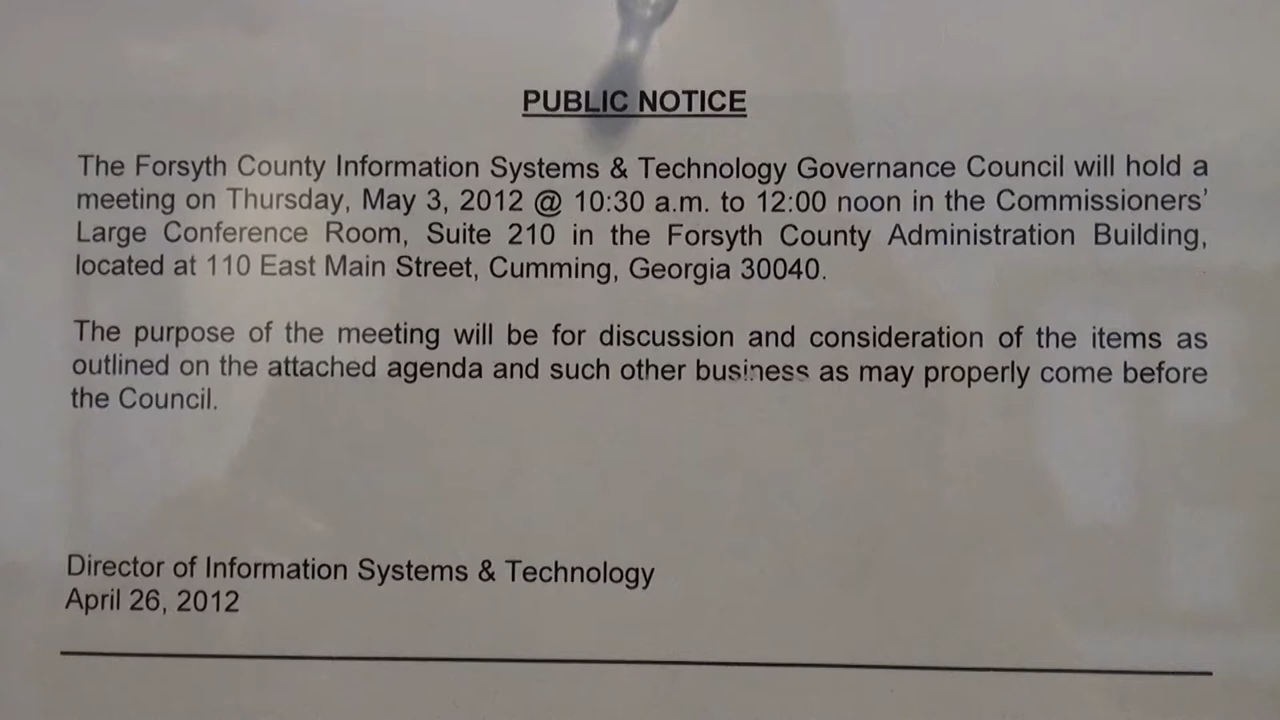 PUBLIC NOTICE
The Forsyth County Information Systems & Technology Governance Council will hold a
meeting on Thursday, May 3, 2012 @ 10:30 a.m. to 12:00 noon in the Commissioners’
Large Conference Room, Suite 210 in the Forsyth County Administration Building,
located at 110 East Main Street, Cumming, Georgia 30040.
The purpose of the meeting will be for discussion and consideration of the items as
outlined on the attached agenda and such other business as may properly come before
the Council.
Director of Information Systems & Technology
April 26, 2012